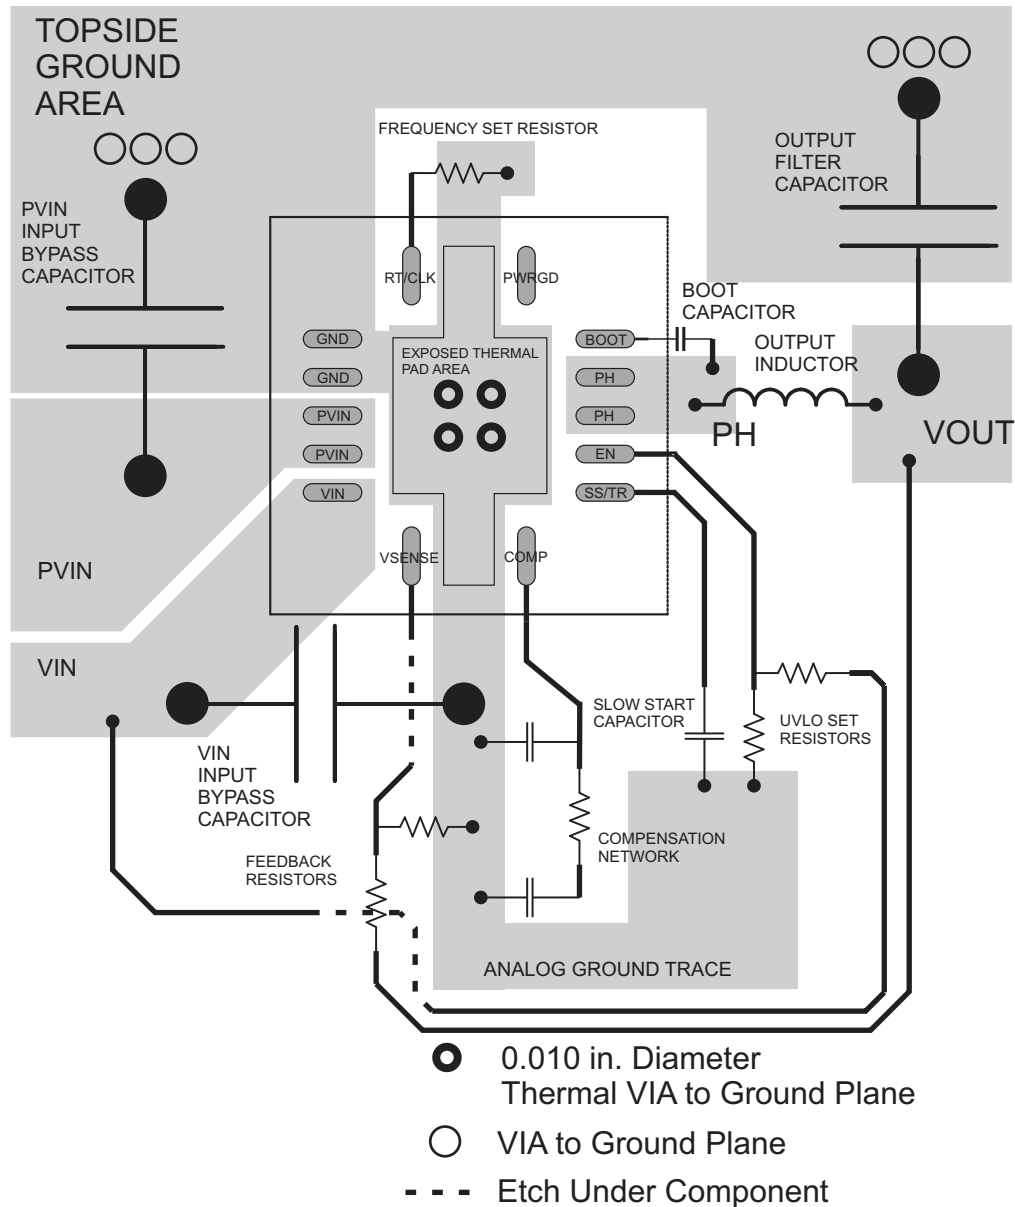 TOPSIDE
GROUND
AREA
FREQUENCY SET RESISTOR
OUTPUT
FILTER
CAPACITOR
PVIN
INPUT
BYPASS
CAPACITOR
RT/CLK
PWRGD
BOOT
CAPACITOR
GND
EXPOSED THERMAL
PAD AREA
BOOT
OUTPUT
INDUCTOR
GND
PH
PVIN
PH
PH
VOUT
PVIN
EN
VIN
SS/TR
VSENSE
COMP
PVIN
VIN
SLOW START
CAPACITOR
UVLO SET
RESISTORS
VIN
INPUT
BYPASS
CAPACITOR
COMPENSATION
NETWORK
FEEDBACK
RESISTORS
ANALOG GROUND TRACE
0.010 in. Diameter
Thermal VIA to Ground Plane
VIA to Ground Plane
Etch Under Component